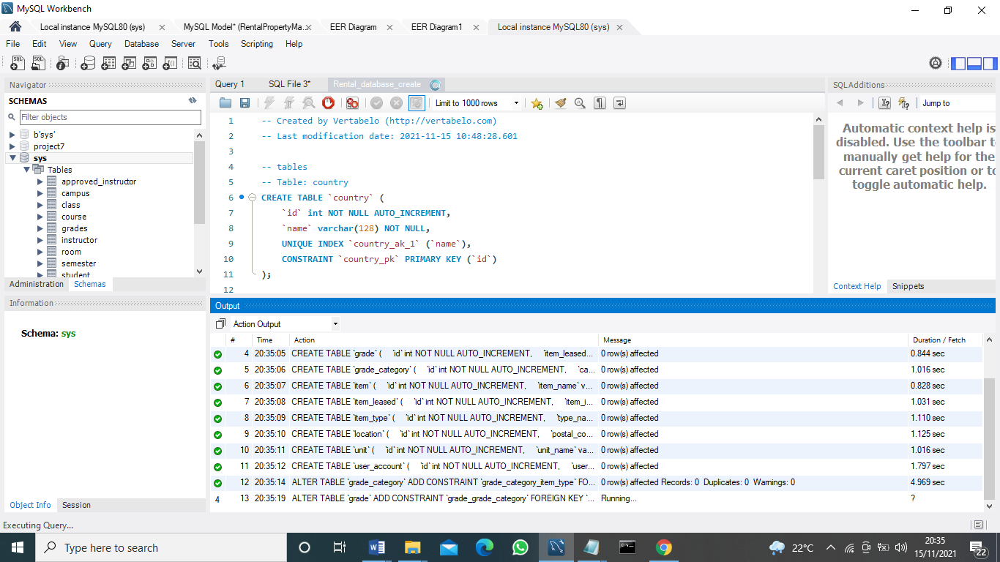 MySQL Workbench
Local instance MySQL80 (sys) MySQL Model* (RentalPropertyMa... EER Diagram EER Diagram1 Local instance MySQL80 (sys)
File Edit View Query Database Server Tools Scripting Help
Navigator
SCHEMAS
Filter objects
b'sys'
project7
sys
Tables
approved_instructor
campus
class
course
grades
instructor
room
semester
student
Administration Schemas
Information
Schema: sys
Object Info Session
Query 1 SQL File 3* Rental_database_create
Limit to 1000 rows
1 -- Created by Vertabelo (http://vertabelo.com)
2 -- Last modification date: 2021-11-15 10:48:28.601
3
4 -- tables
5 -- Table: country
6 CREATE TABLE `country` (
7 `id` int NOT NULL AUTO_INCREMENT,
8 `name` varchar(128) NOT NULL,
9 UNIQUE INDEX `country_ak_1` (`name`),
10 CONSTRAINT `country_pk` PRIMARY KEY (`id`)
11 );
12
SQLAdditions
Jump to
Automatic context help is
disabled. Use the toolbar t
manually get help for the
current caret position or to
toggle automatic help.
Context Help Snippets
Output
Action Output
# Time Action Message Duration / Fetch
4 20:35:05 CREATE TABLE `grade` ( `id` int NOT NULL AUTO_INCREMENT, `item_leased... 0 row(s) affected 0.844 sec
5 20:35:06 CREATE TABLE `grade_category` ( `id` int NOT NULL AUTO_INCREMENT, `ca... 0 row(s) affected 1.016 sec
6 20:35:07 CREATE TABLE `item` ( `id` int NOT NULL AUTO_INCREMENT, `item_name` v... 0 row(s) affected 0.828 sec
7 20:35:08 CREATE TABLE `item_leased` ( `id` int NOT NULL AUTO_INCREMENT, `item_i... 0 row(s) affected 1.031 sec
8 20:35:09 CREATE TABLE `item_type` ( `id` int NOT NULL AUTO_INCREMENT, `type_na... 0 row(s) affected 1.110 sec
9 20:35:10 CREATE TABLE `location` ( `id` int NOT NULL AUTO_INCREMENT, `postal_co... 0 row(s) affected 1.125 sec
10 20:35:11 CREATE TABLE `unit` ( `id` int NOT NULL AUTO_INCREMENT, `unit_name` va... 0 row(s) affected 1.016 sec
11 20:35:12 CREATE TABLE `user_account` ( `id` int NOT NULL AUTO_INCREMENT, `user... 0 row(s) affected 1.797 sec
12 20:35:14 ALTER TABLE `grade_category` ADD CONSTRAINT `grade_category_item_type` FO... 0 row(s) affected Records: 0 Duplicates: 0 Warnings: 0 4.969 sec
4 13 20:35:19 ALTER TABLE `grade` ADD CONSTRAINT `grade_grade_category` FOREIGN KEY `... Running... ?
Executing Query...
Type here to search
22°C
20:35
15/11/2021
22